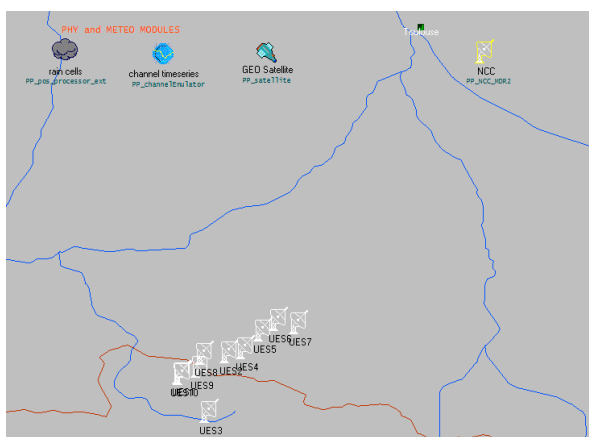 PHY and METEO MODULES
Toulouse
rain cells
PP_pos_processor_ext
channel timeseries
PP_channelEmulator
GEO Satellite
PP_satellite
NCC
PP_NCC_MDR2
UES6
UES7
UES5
UES8
UES2
UES4
UES9
UES3